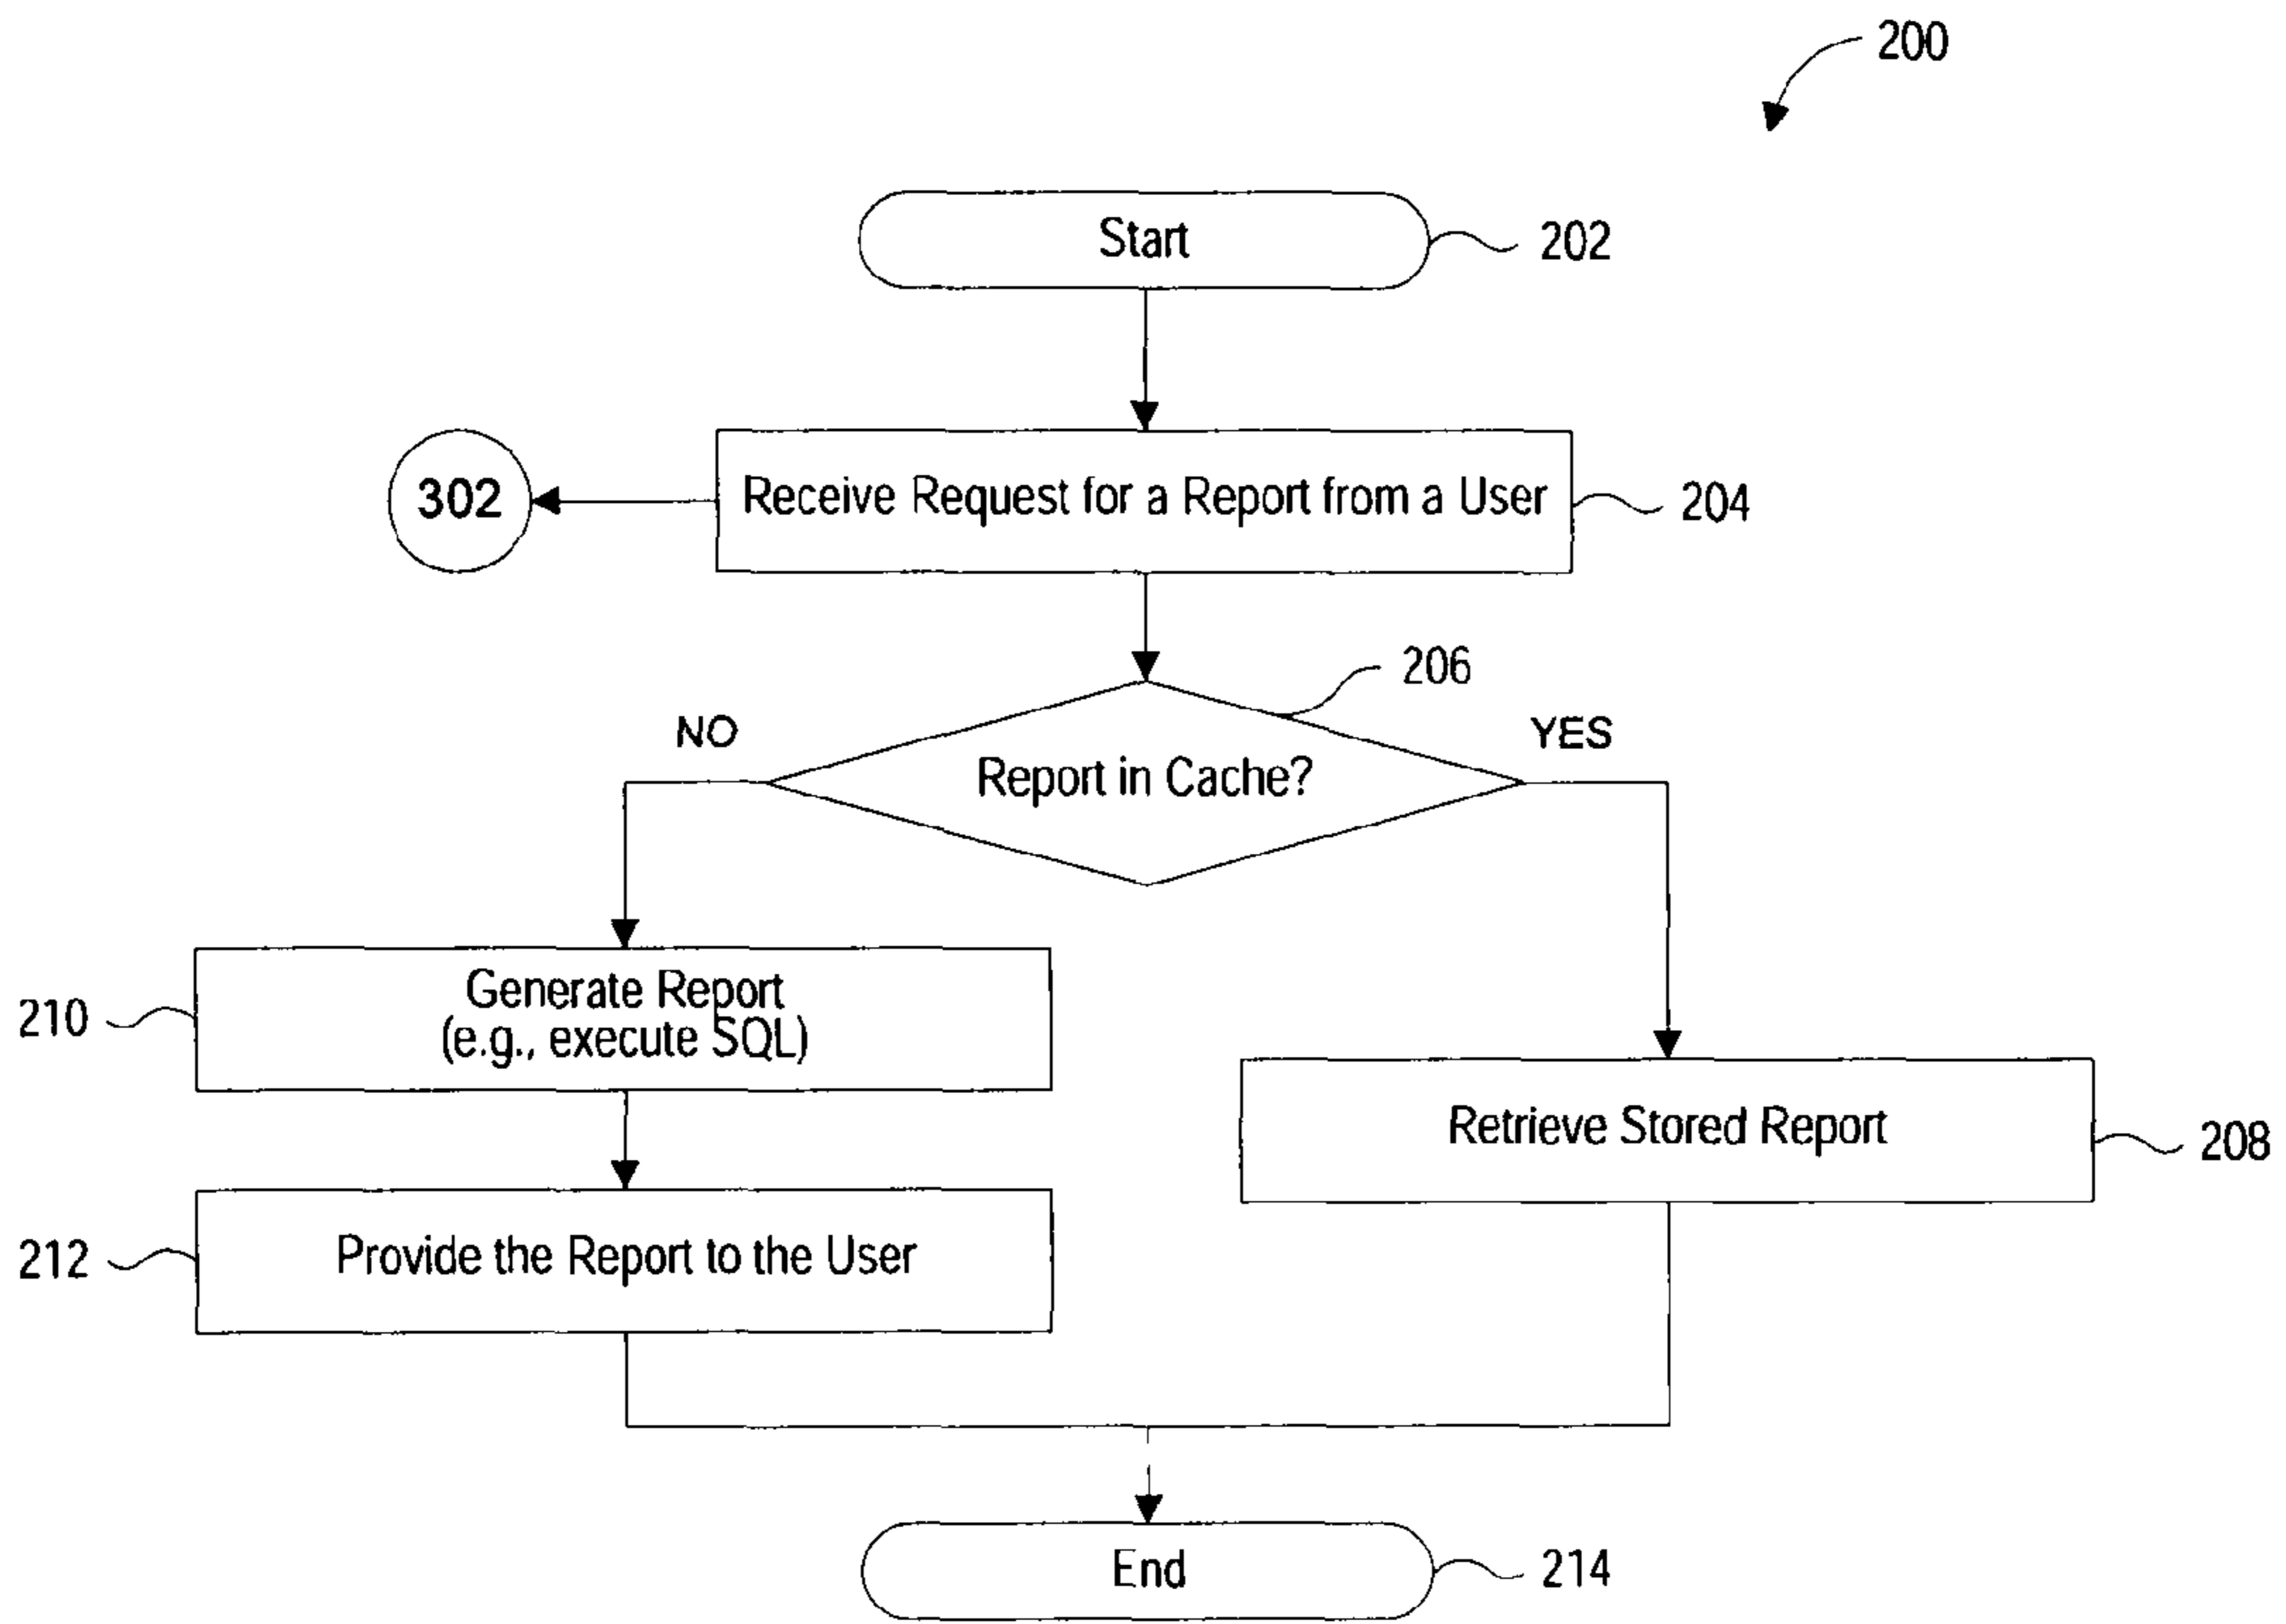 200
Start
202
302
Receive Request for a Report from a User
204
206
NO
YES
Report in Cache?
210
Generate Report
(e.g., execute SQL)
Retrieve Stored Report
208
212
Provide the Report to the User
End
214